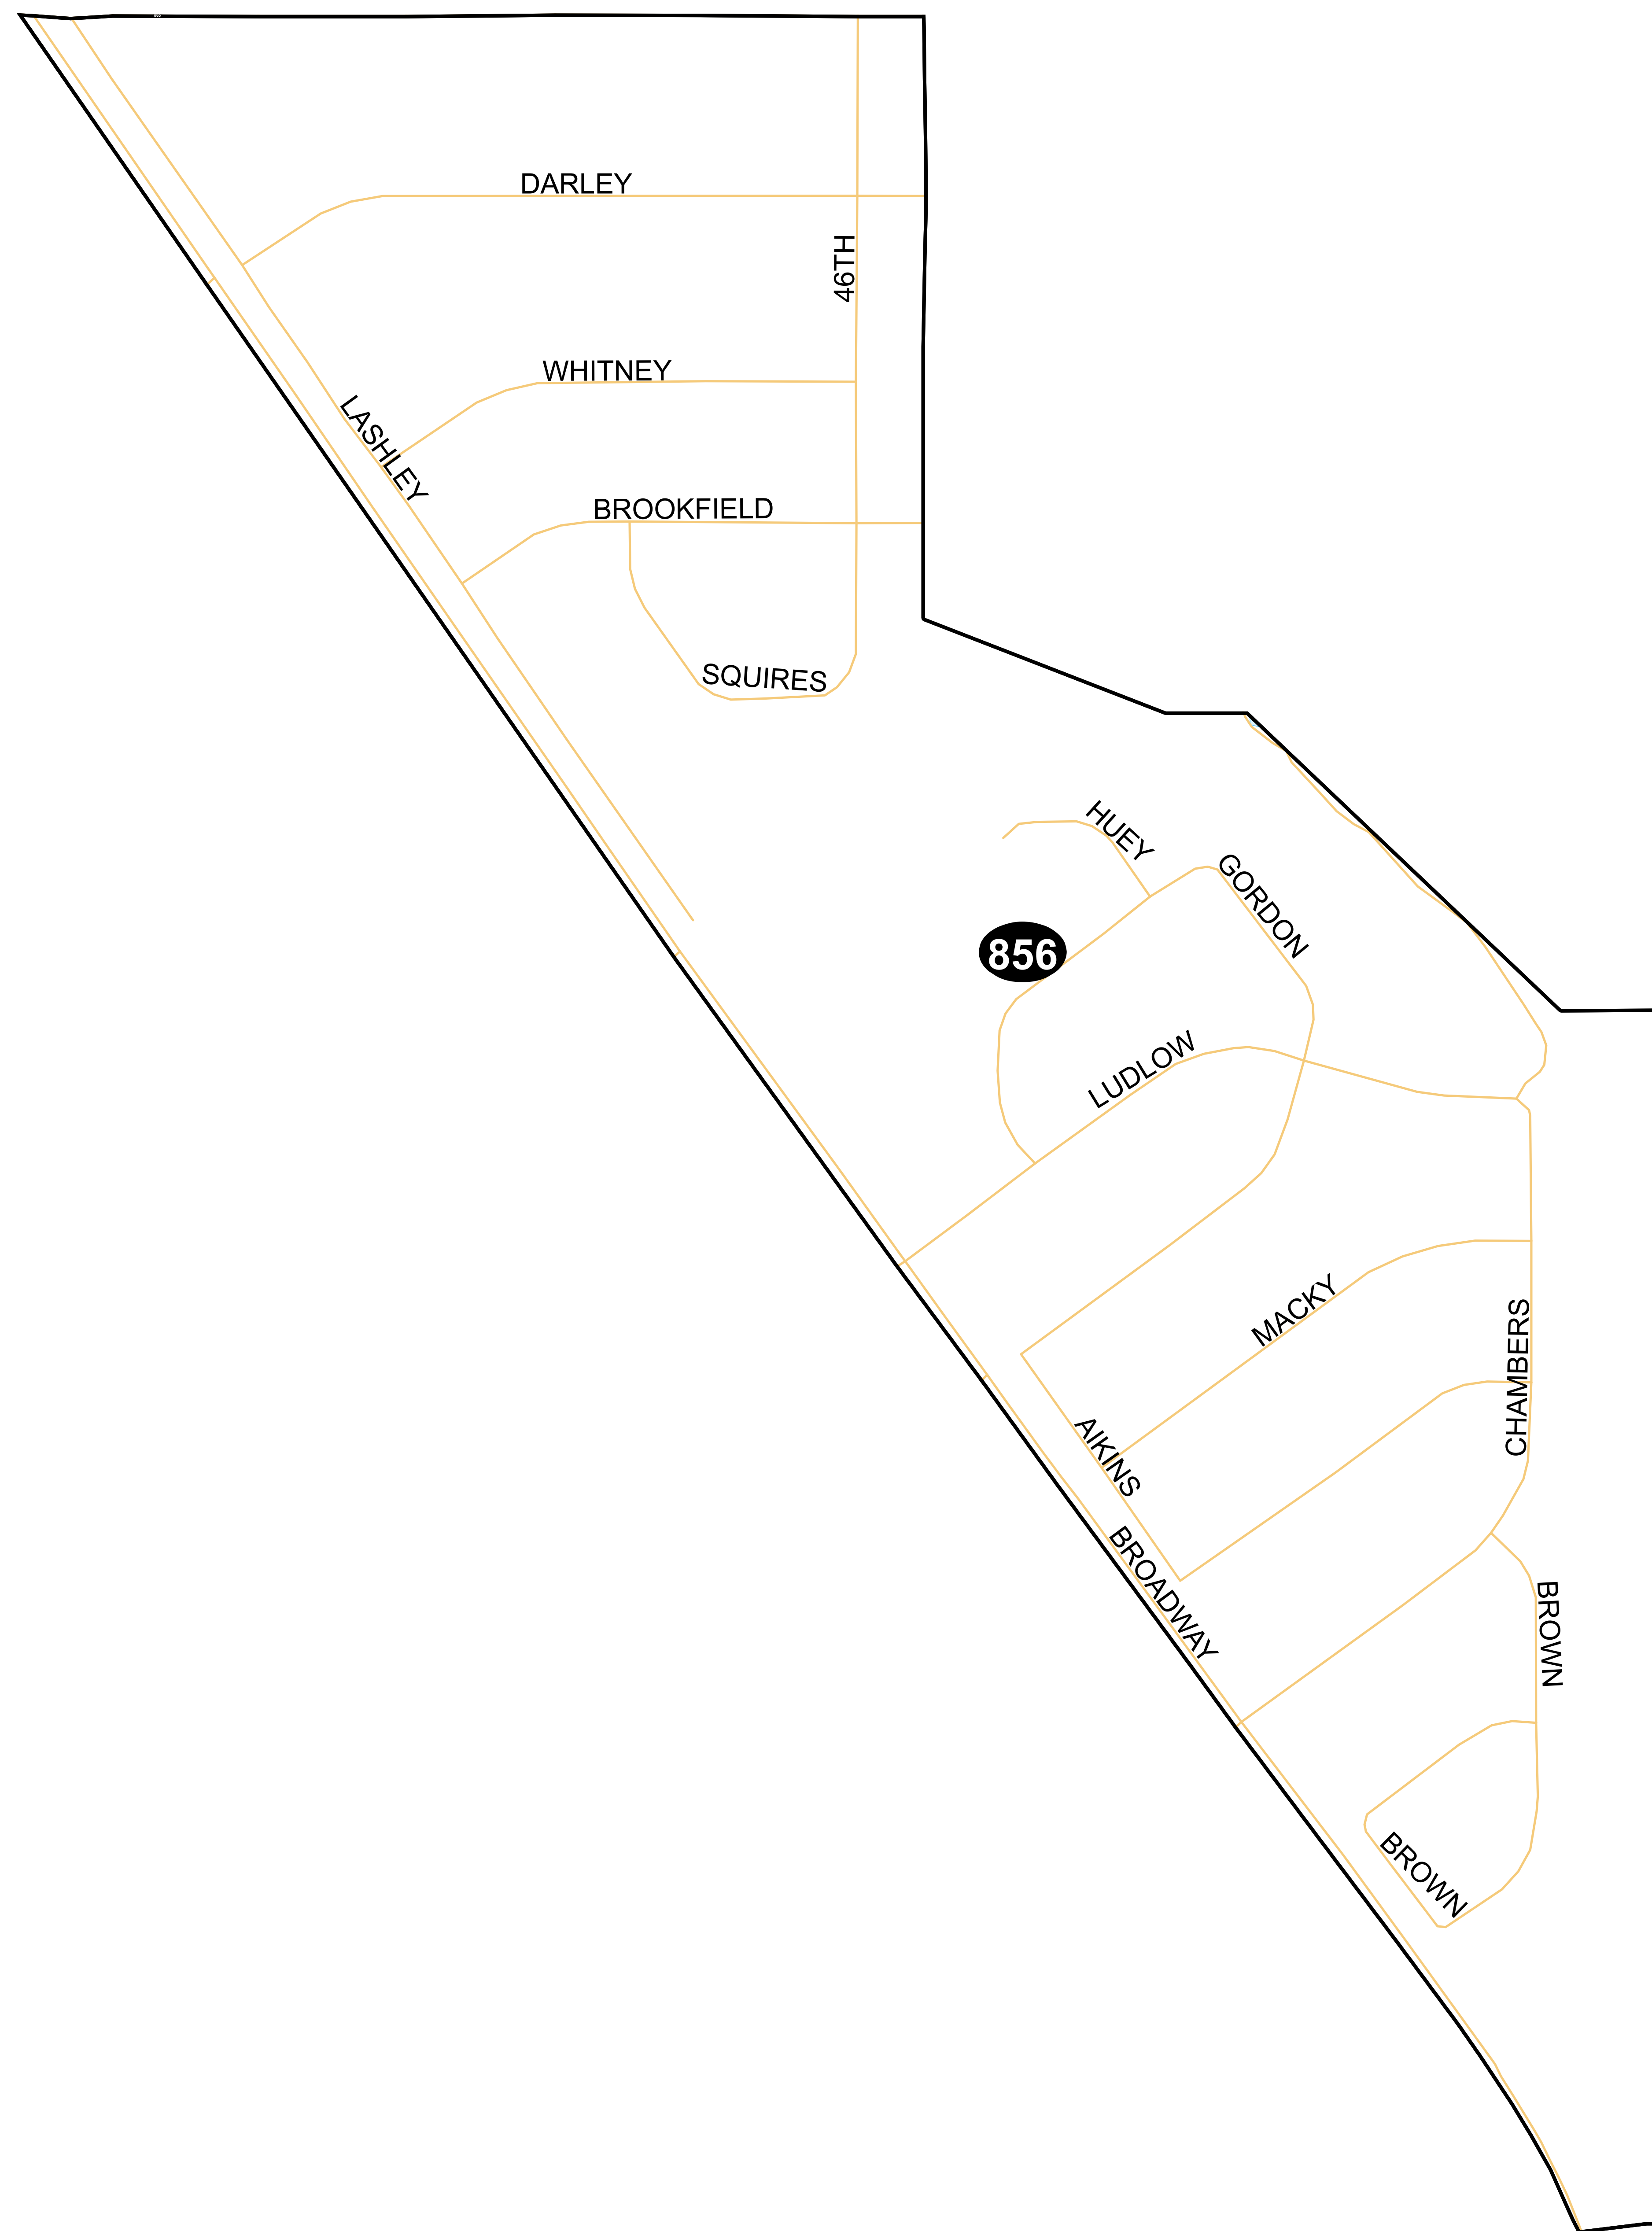 DARLEY
46TH
WHITNEY
LASHLEY
BROOKFIELD
SQUIRES
HUEY
GORDON
856
LUDLOW
MACKY
CHAMBERS
AIKINS
BROADWAY
BROWN
BROWN